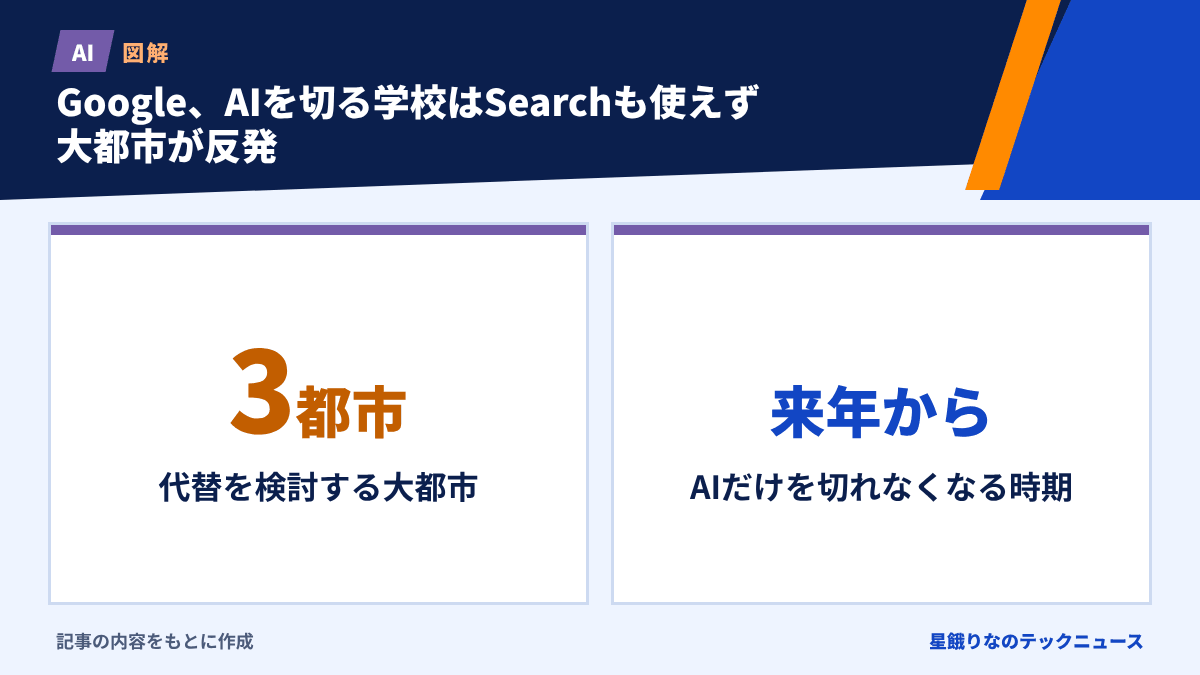 AI 図解
Google、AIを切る学校はSearchも使えず
大都市が反発
3都市
代替を検討する大都市
来年から
AIだけを切れなくなる時期
記事の内容をもとに作成
星餓りなのテックニュース